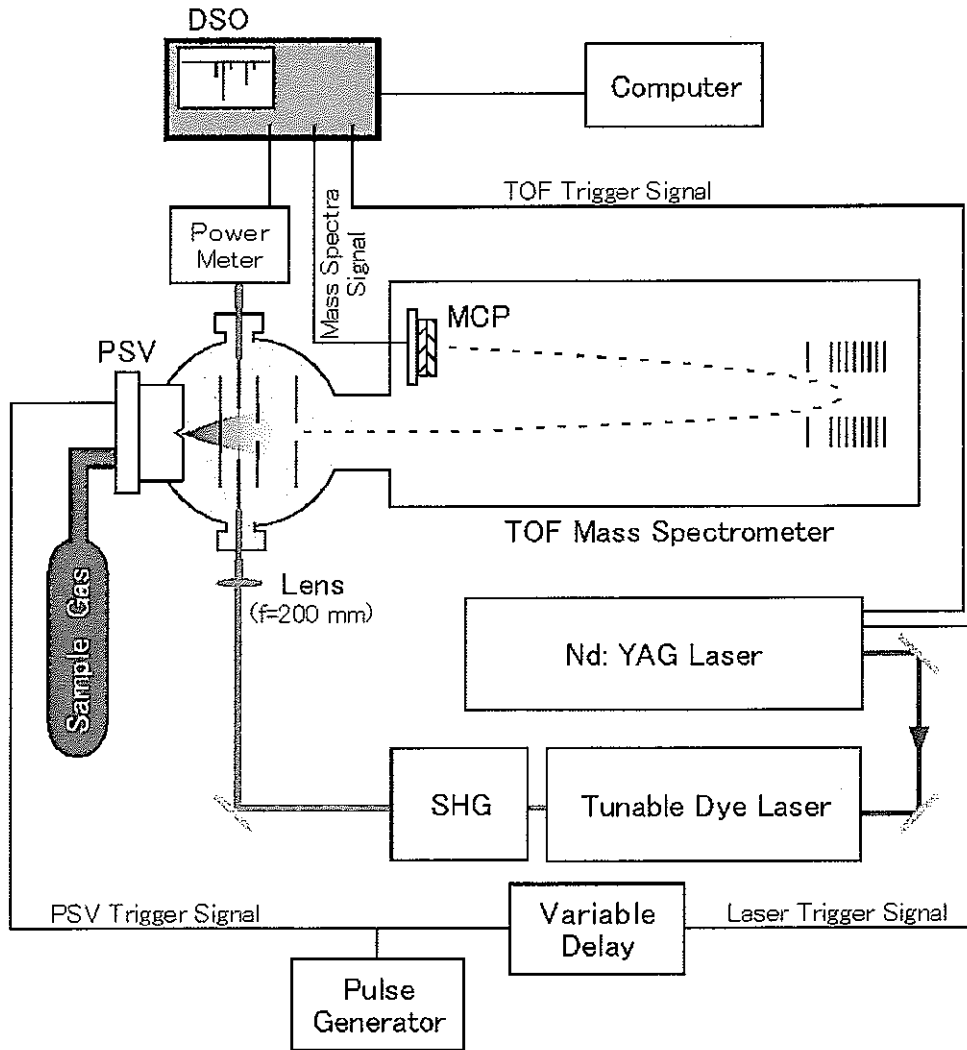 DSO
Computer
TOF Trigger Signal
Power
Meter
Mass Spectra
Signal
MCP
PSV
TOF Mass Spectrometer
Lens
(f=200 mm)
Sample Gas
Nd: YAG Laser
SHG
Tunable Dye Laser
PSV Trigger Signal
Variable
Delay
Laser Trigger Signal
Pulse
Generator